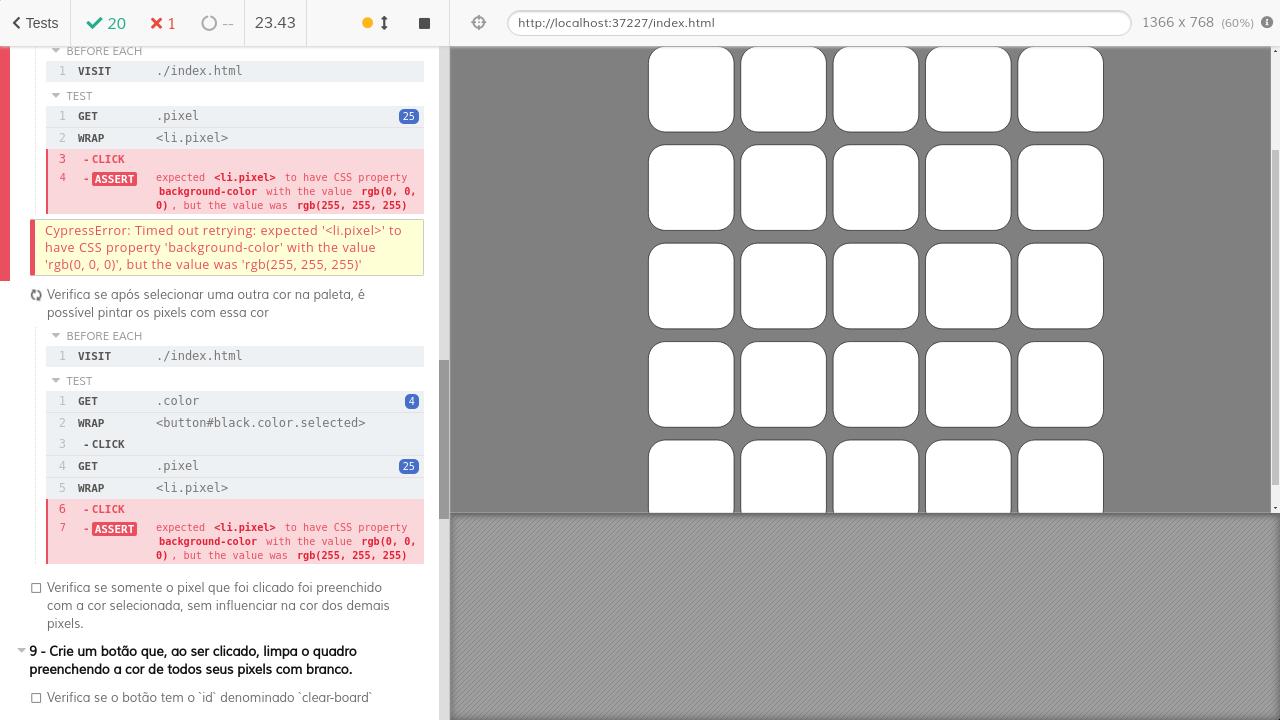 Tests 20 1 -- 23.43 http://localhost:37227/index.html 1366 x 768 (60%)
BEFORE EACH
1 VISIT ./index.html
TEST
1 GET .pixel 25
2 WRAP <li.pixel>
3 - CLICK
4 - ASSERT expected <li.pixel> to have CSS property
background-color with the value rgb(0, 0,
0) , but the value was rgb(255, 255, 255)
CypressError: Timed out retrying: expected '<li.pixel>' to
have CSS property 'background-color' with the value
'rgb(0, 0, 0)', but the value was 'rgb(255, 255, 255)'
Verifica se após selecionar uma outra cor na paleta, é
possível pintar os pixels com essa cor
BEFORE EACH
1 VISIT ./index.html
TEST
1 GET .color 4
2 WRAP <button#black.color.selected>
3 - CLICK
4 GET .pixel 25
5 WRAP <li.pixel>
6 - CLICK
7 - ASSERT expected <li.pixel> to have CSS property
background-color with the value rgb(0, 0,
0) , but the value was rgb(255, 255, 255)
Verifica se somente o pixel que foi clicado foi preenchido
com a cor selecionada, sem influenciar na cor dos demais
pixels.
9 - Crie um botão que, ao ser clicado, limpa o quadro
preenchendo a cor de todos seus pixels com branco.
Verifica se o botão tem o `id` denominado `clear-board`